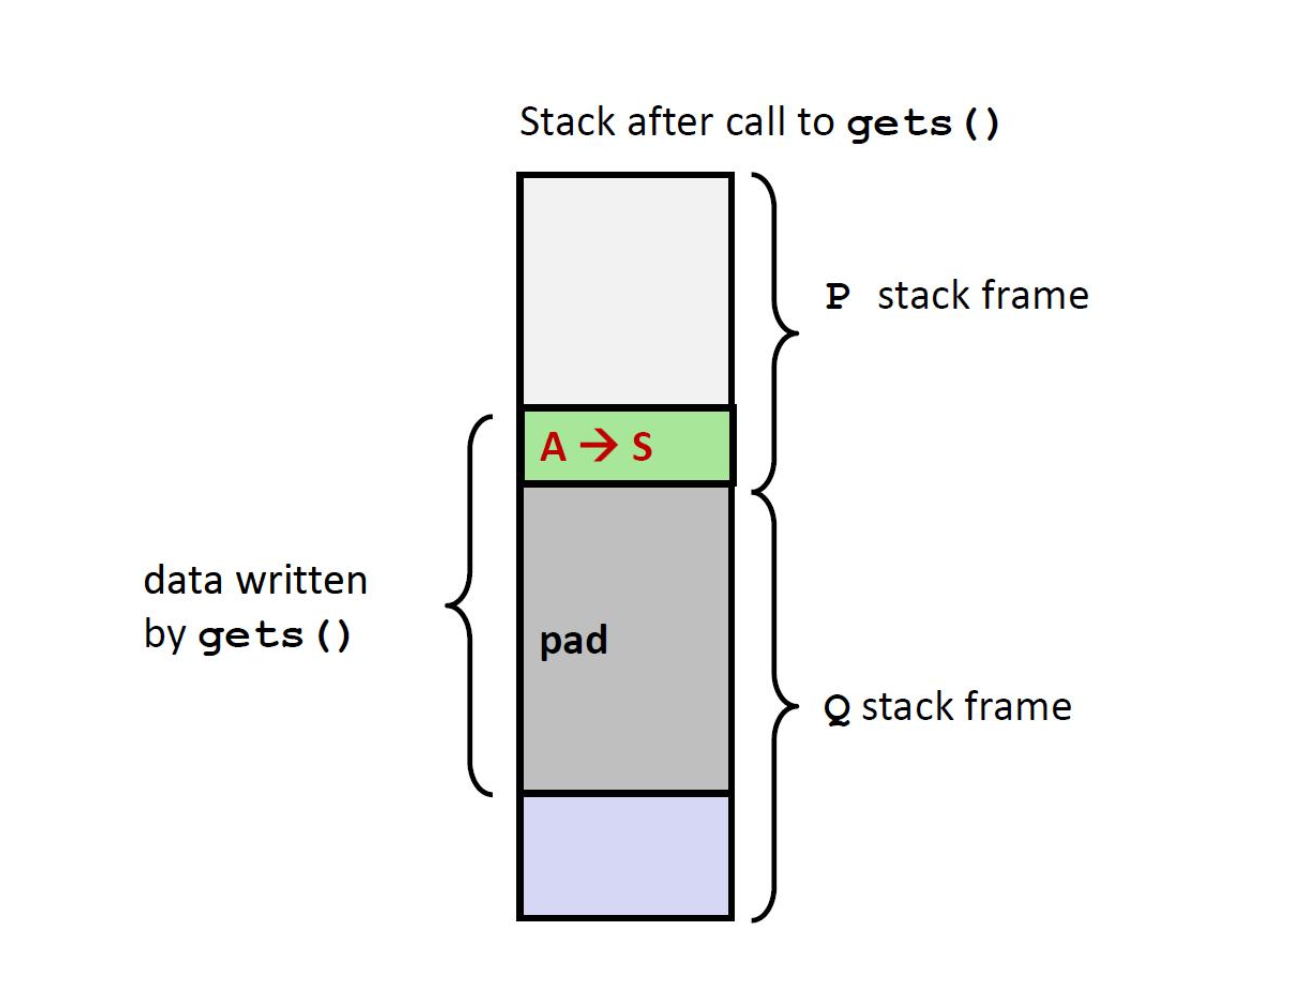 Stack after call to gets()
P stack frame
A → S
data written
by gets()
pad
Q stack frame